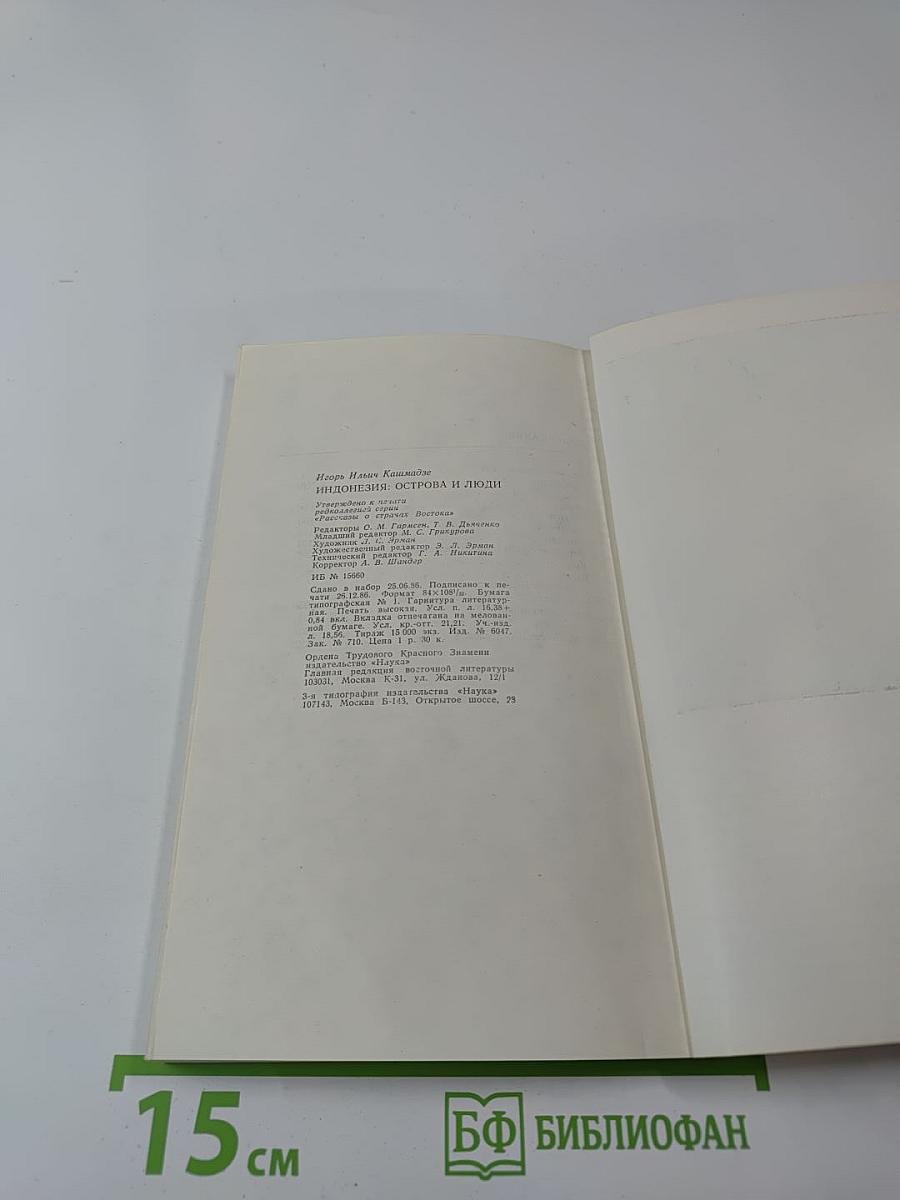 Игорь Ильич Кашмадзе
ИНДОНЕЗИЯ: ОСТРОВА И ЛЮДИ
Утверждено к печати
редколлегией серии
«Рассказы о странах Востока»
Редакторы О. М. Гармсен, Т. В. Дьяченко
Младший редактор М. С. Грикурова
Художник Л. С. Эрман
Художественный редактор Э. Л. Эрман
Технический редактор Г. А. Никитина
Корректор А. В. Шандер
ИБ № 15660
Сдано в набор 25.06.86. Подписано к пе-
чати 26.12.86. Формат 84×108¹/₃₂. Бумага
типографская № 1. Гарнитура литератур-
ная. Печать высокая. Усл. п. л. 16,38+
0,84 вкл. Вкладка отпечатана на мелован-
ной бумаге. Усл. кр.-отт. 21,21. Уч.-изд.
л. 18,56. Тираж 15 000 экз. Изд. № 6047.
Зак. № 710. Цена 1 р. 30 к.
Ордена Трудового Красного Знамени
издательство «Наука»
Главная редакция восточной литературы
103031, Москва К-31, ул. Жданова, 12/1
3-я типография издательства «Наука»
107143, Москва Б-143, Открытое шоссе, 28
15 см
БФ БИБЛИОФАН